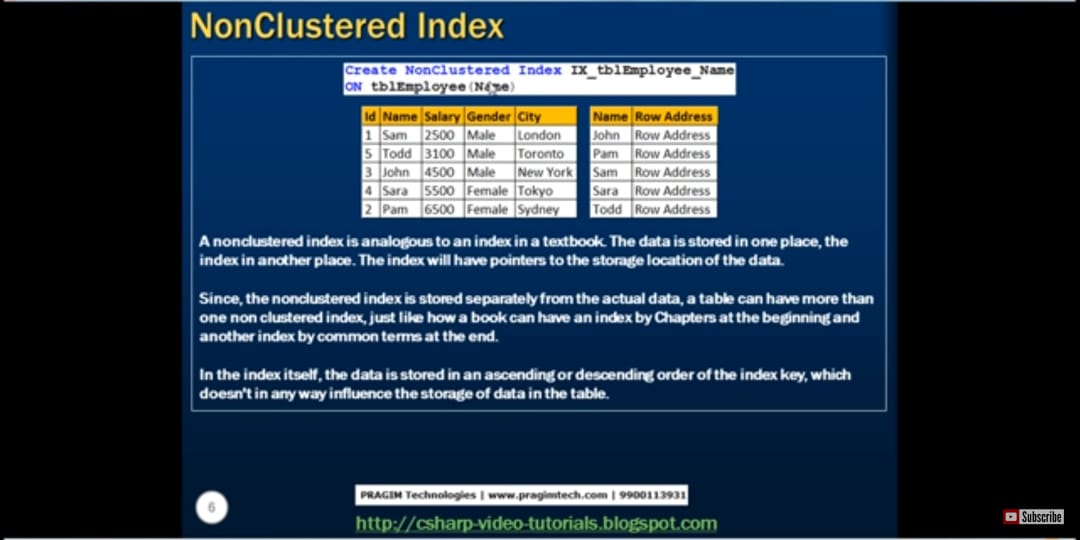 NonClustered Index
Create NonClustered Index IX_tblEmployee_Name
ON tblEmployee(Name)
Id Name Salary Gender City
1 Sam 2500 Male London
5 Todd 3100 Male Toronto
3 John 4500 Male New York
4 Sara 5500 Female Tokyo
2 Pam 6500 Female Sydney
Name Row Address
John Row Address
Pam Row Address
Sam Row Address
Sara Row Address
Todd Row Address
A nonclustered index is analogous to an index in a textbook. The data is stored in one place, the
index in another place. The index will have pointers to the storage location of the data.
Since, the nonclustered index is stored separately from the actual data, a table can have more than
one non clustered index, just like how a book can have an index by Chapters at the beginning and
another index by common terms at the end.
In the index itself, the data is stored in an ascending or descending order of the index key, which
doesn't in any way influence the storage of data in the table.
6
PRAGIM Technologies | www.pragimtech.com | 9900113931
http://csharp-video-tutorials.blogspot.com
Subscribe